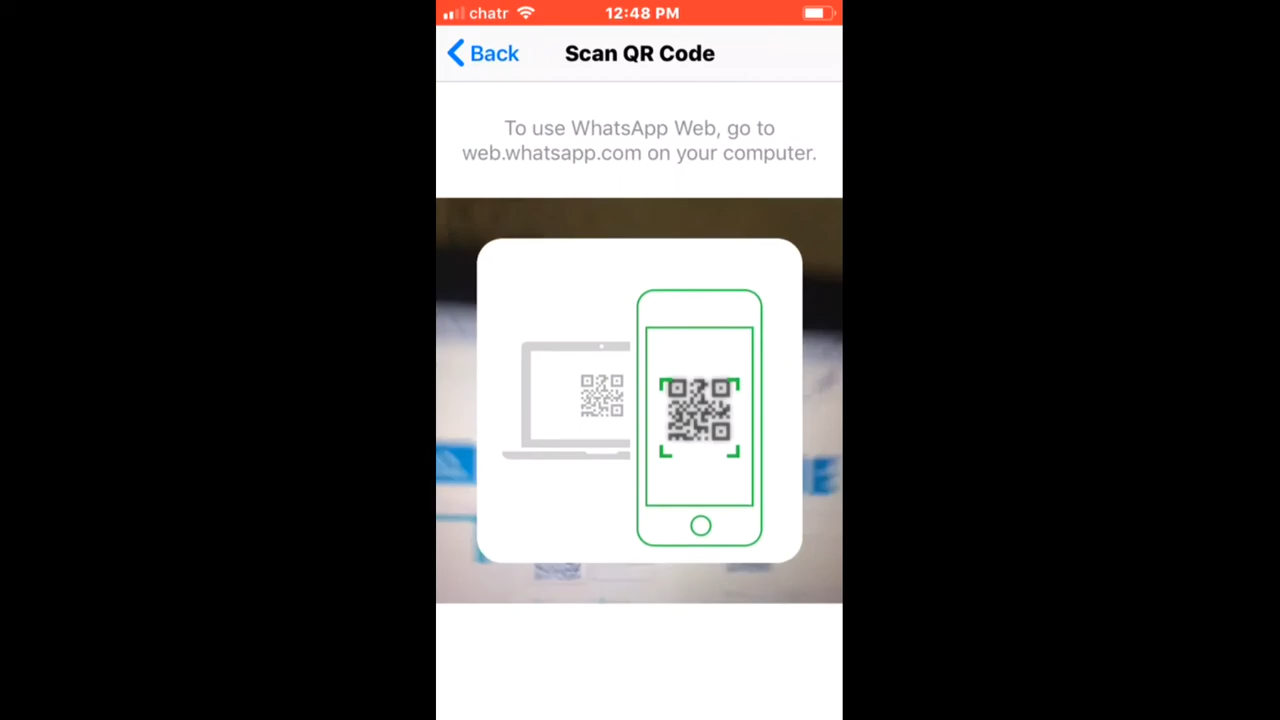 chatr 12:48 PM
Back Scan QR Code
To use WhatsApp Web, go to
web.whatsapp.com on your computer.